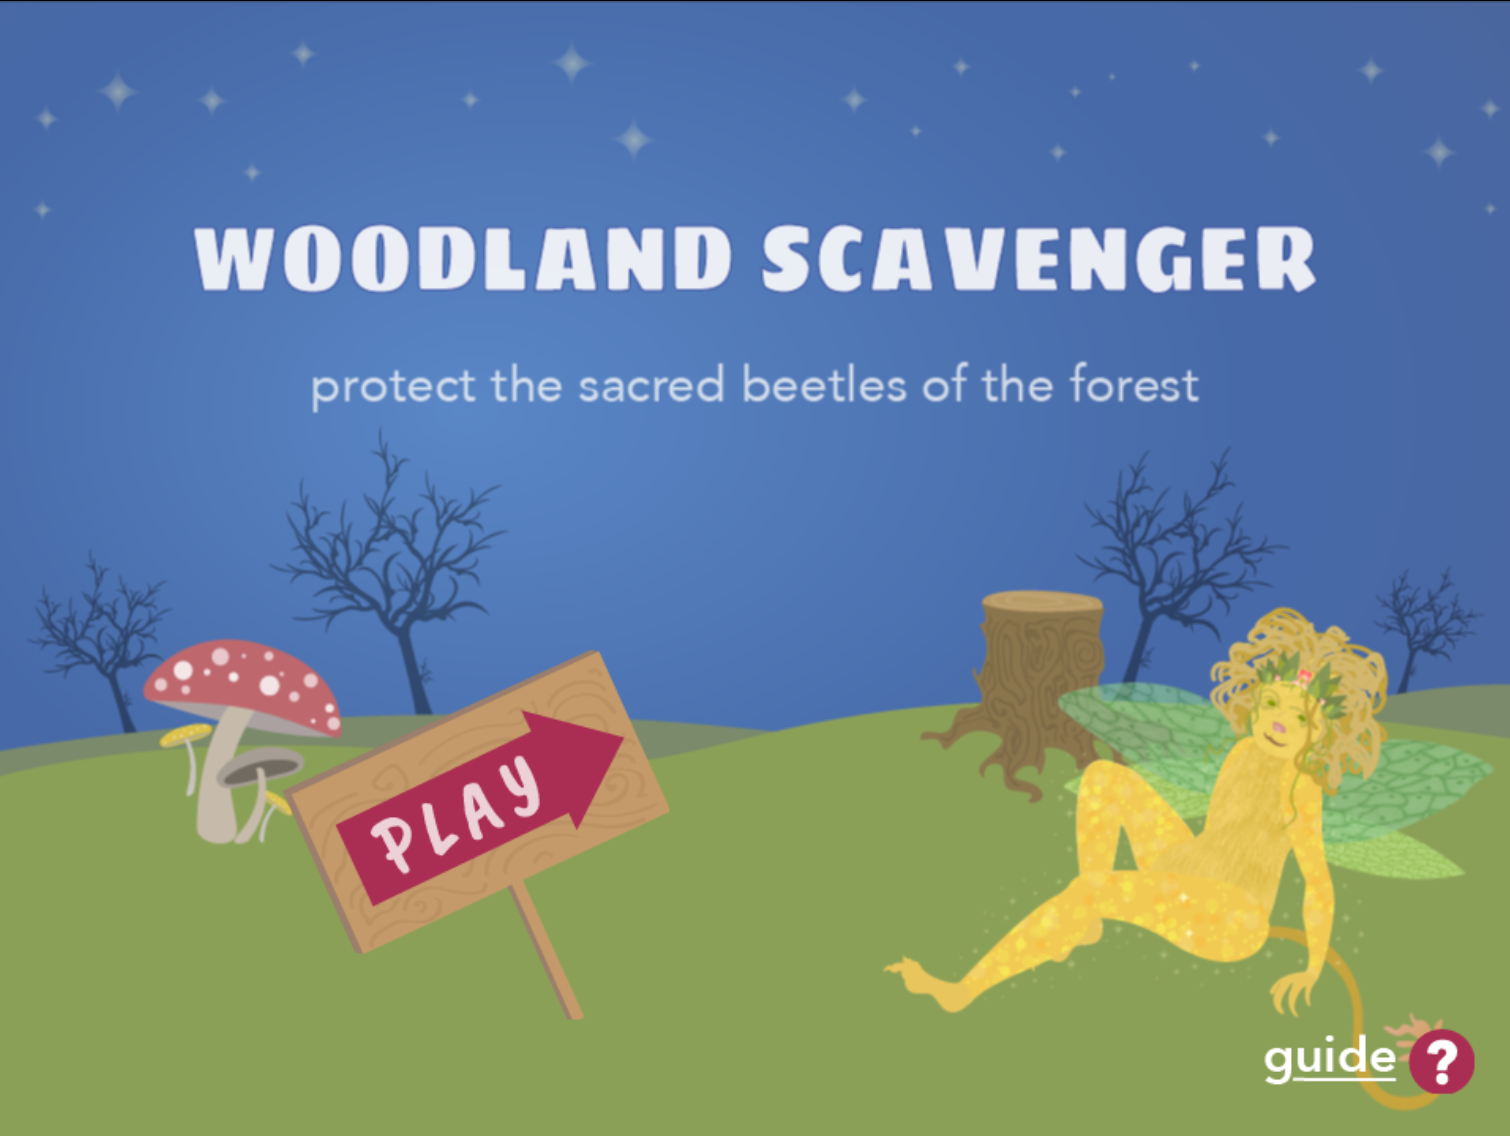 WOODLAND SCAVENGER
protect the sacred beetles of the forest
PLAY
guide ?